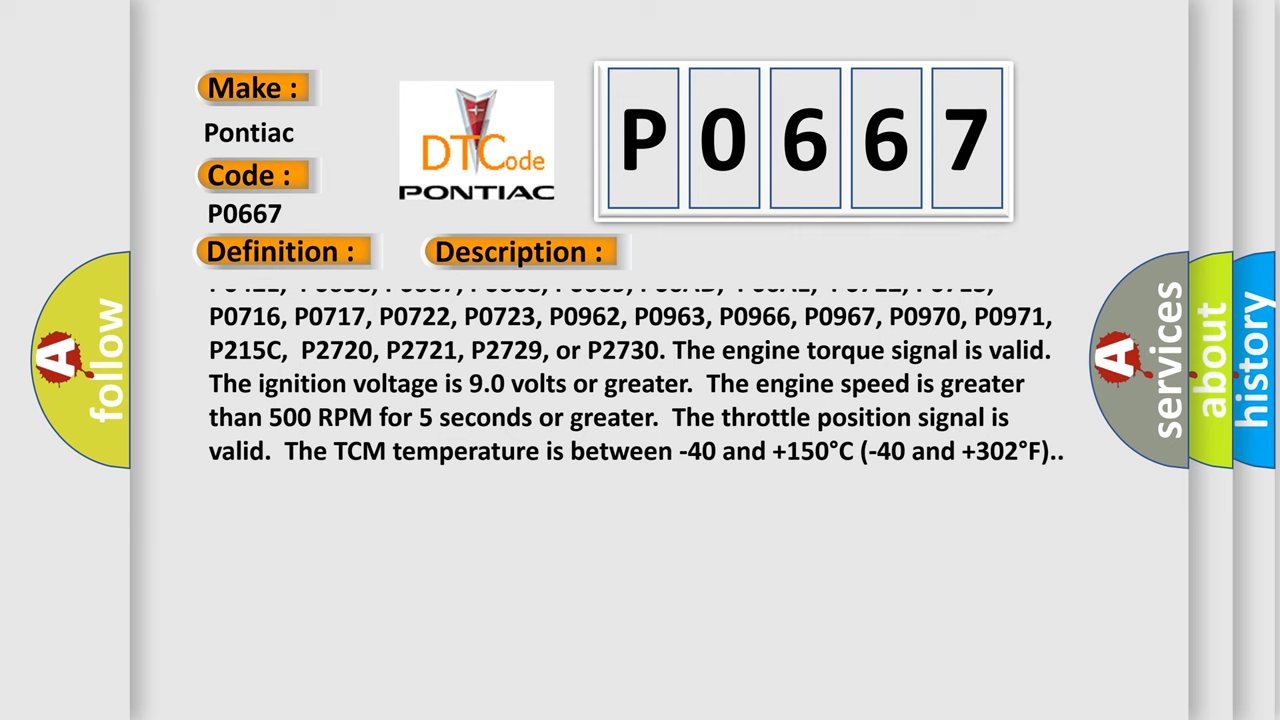 Make :
Pontiac
Code :
P0667
DTCode
PONTIAC
P0667
Definition :
Description :
P0716, P0717, P0722, P0723, P0962, P0963, P0966, P0967, P0970, P0971,
P215C, P2720, P2721, P2729, or P2730 The engine torque signal is valid.
The ignition voltage is 9.0 volts or greater. The engine speed is greater
than 500 RPM for 5 seconds or greater. The throttle position signal is
valid. The TCM temperature is between -40 and +150°C (-40 and +302°F)..
A follow
A services
about
history